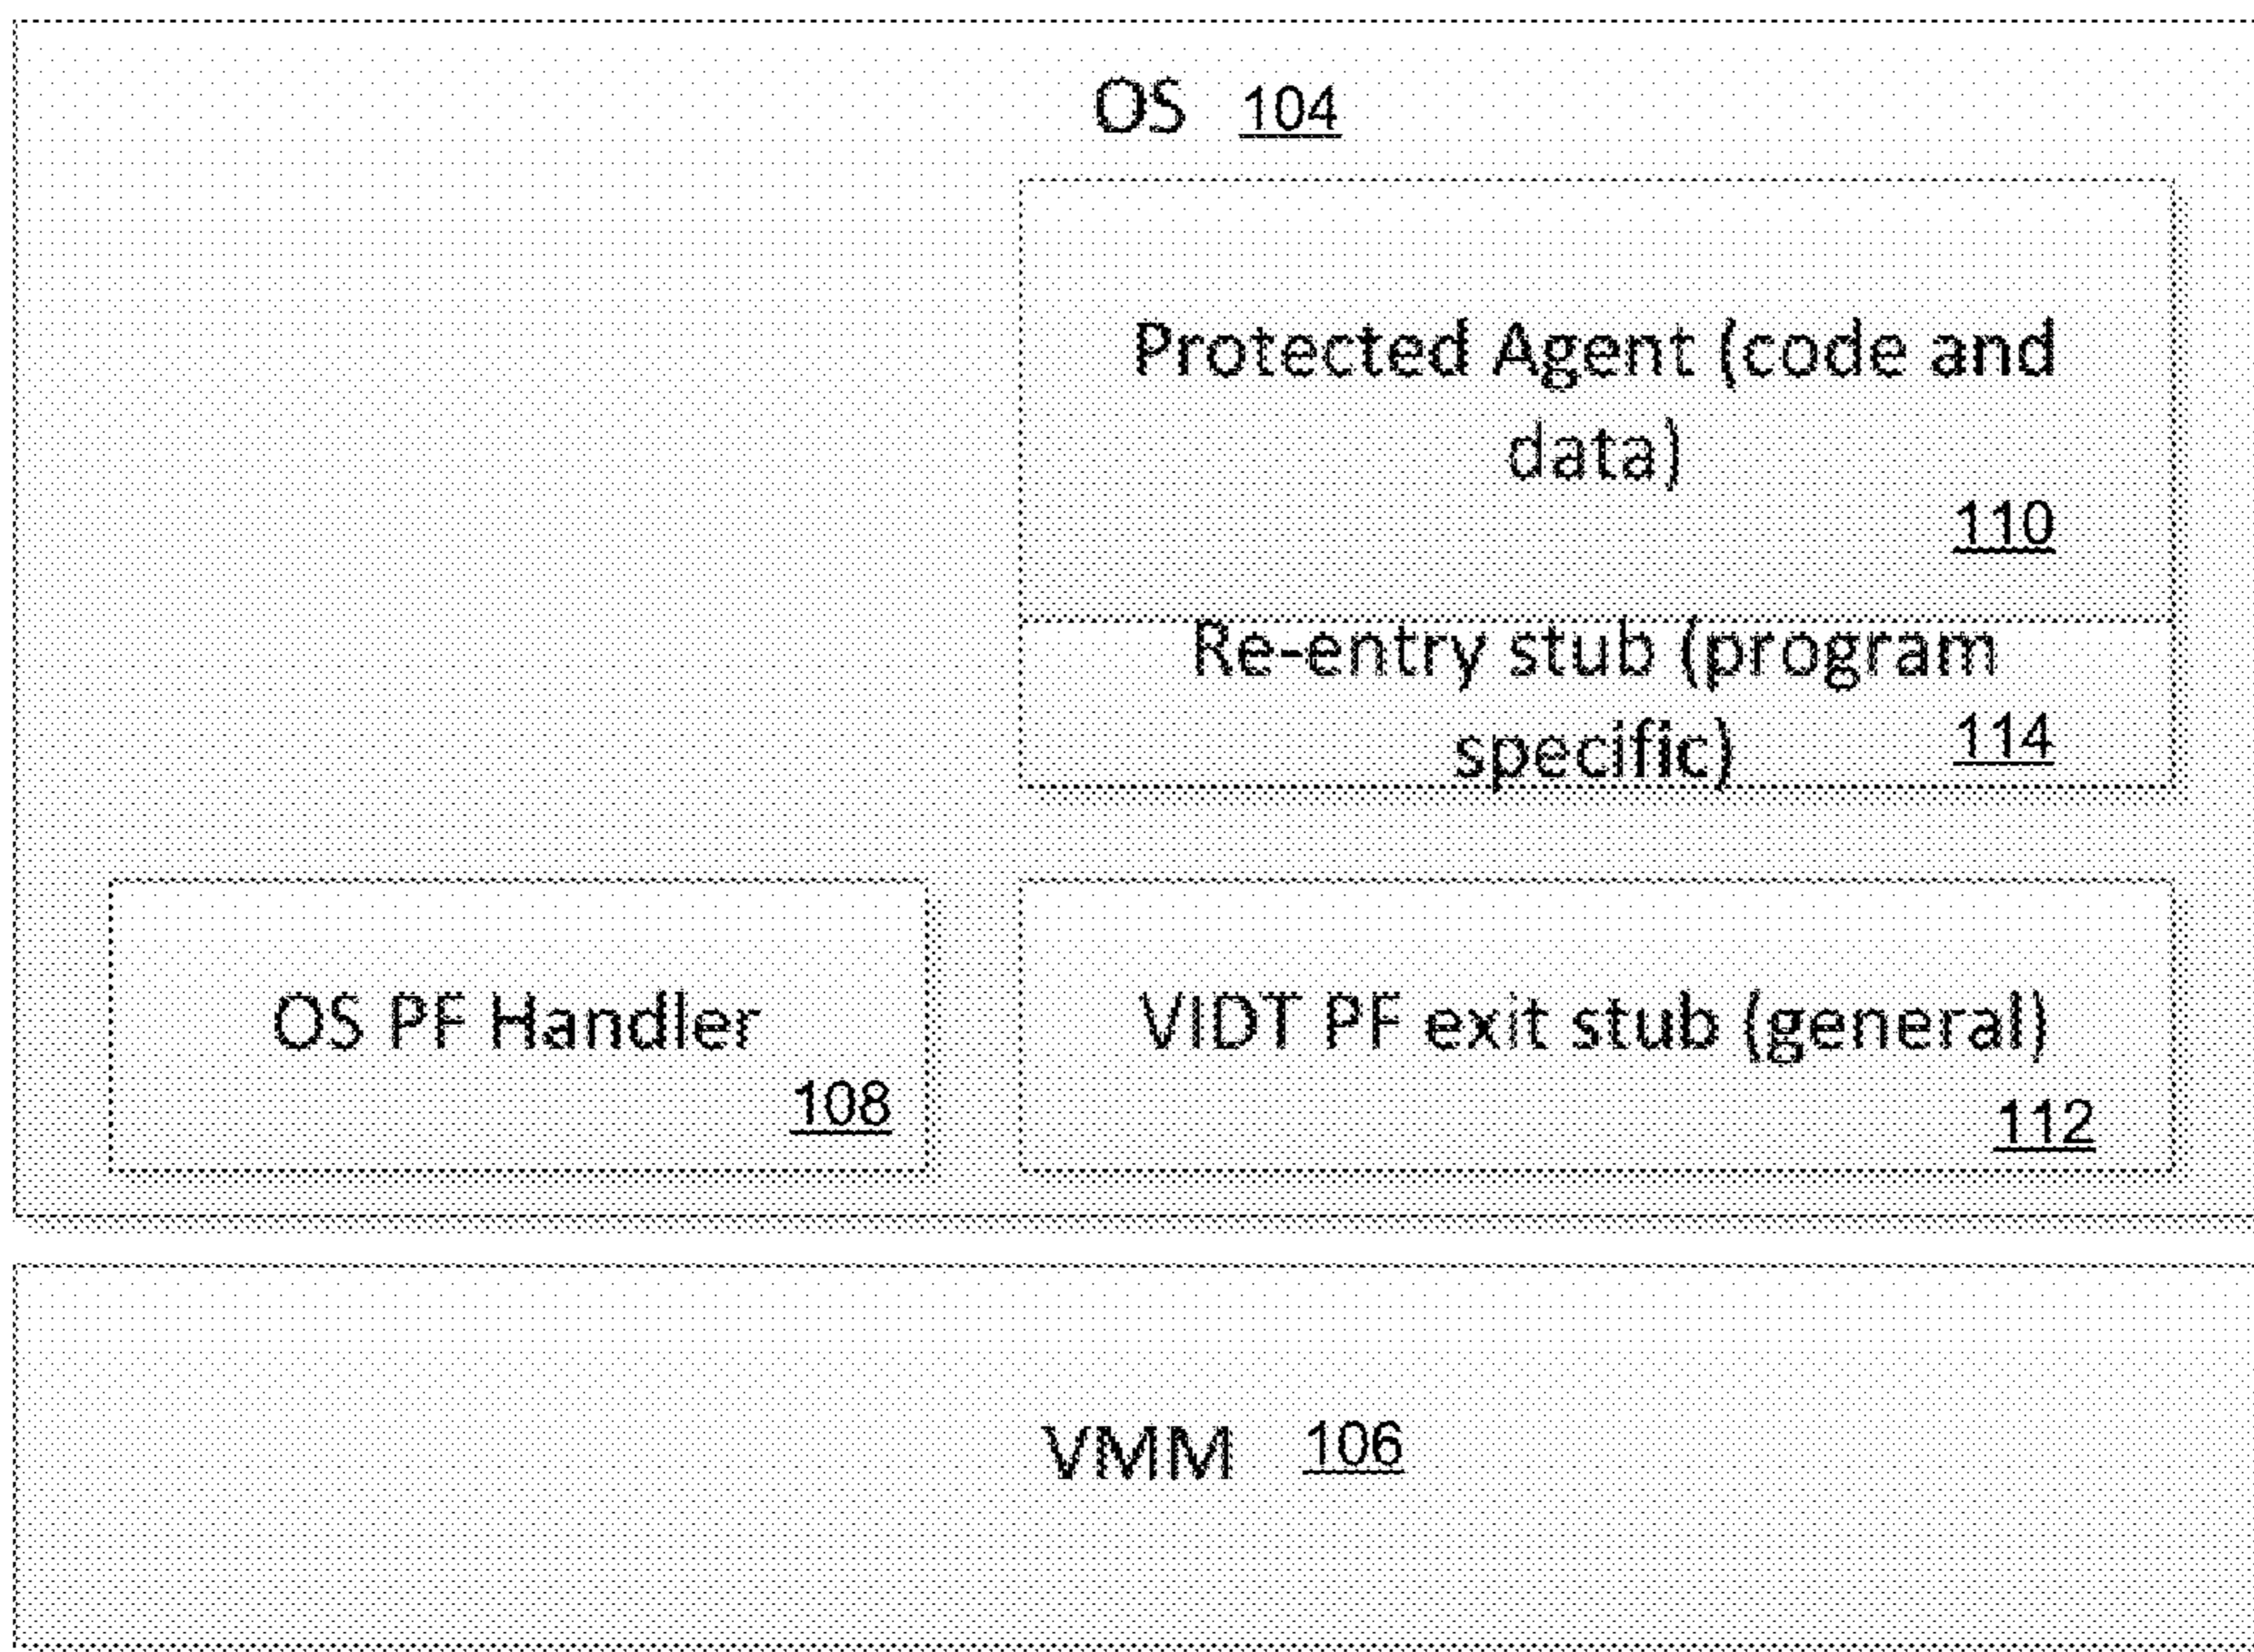 OS 104
Protected Agent (code and
data)
110
Re-entry stub (program
specific) 114
OS PF Handler
108
VIDT PF exit stub (general)
112
VMM 106